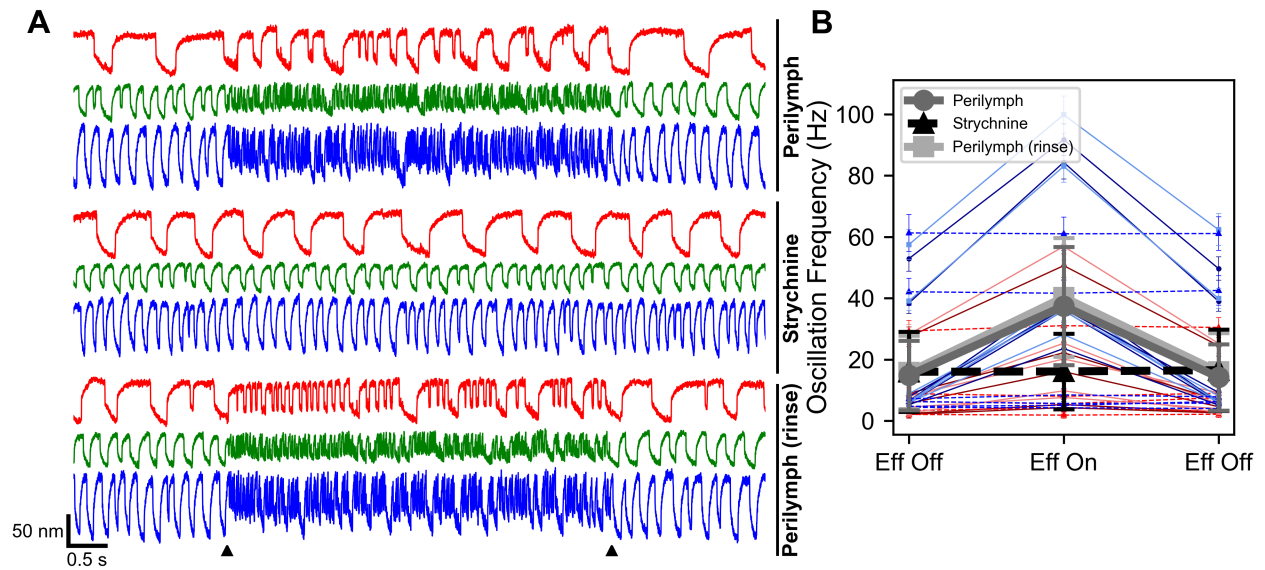 A
Perilymph
Strychnine
Perilymph (rinse)
50 nm
0.5 s
B
Oscillation Frequency (Hz)
100
80
60
40
20
0
Perilymph
Strychnine
Perilymph (rinse)
Eff Off
Eff On
Eff Off